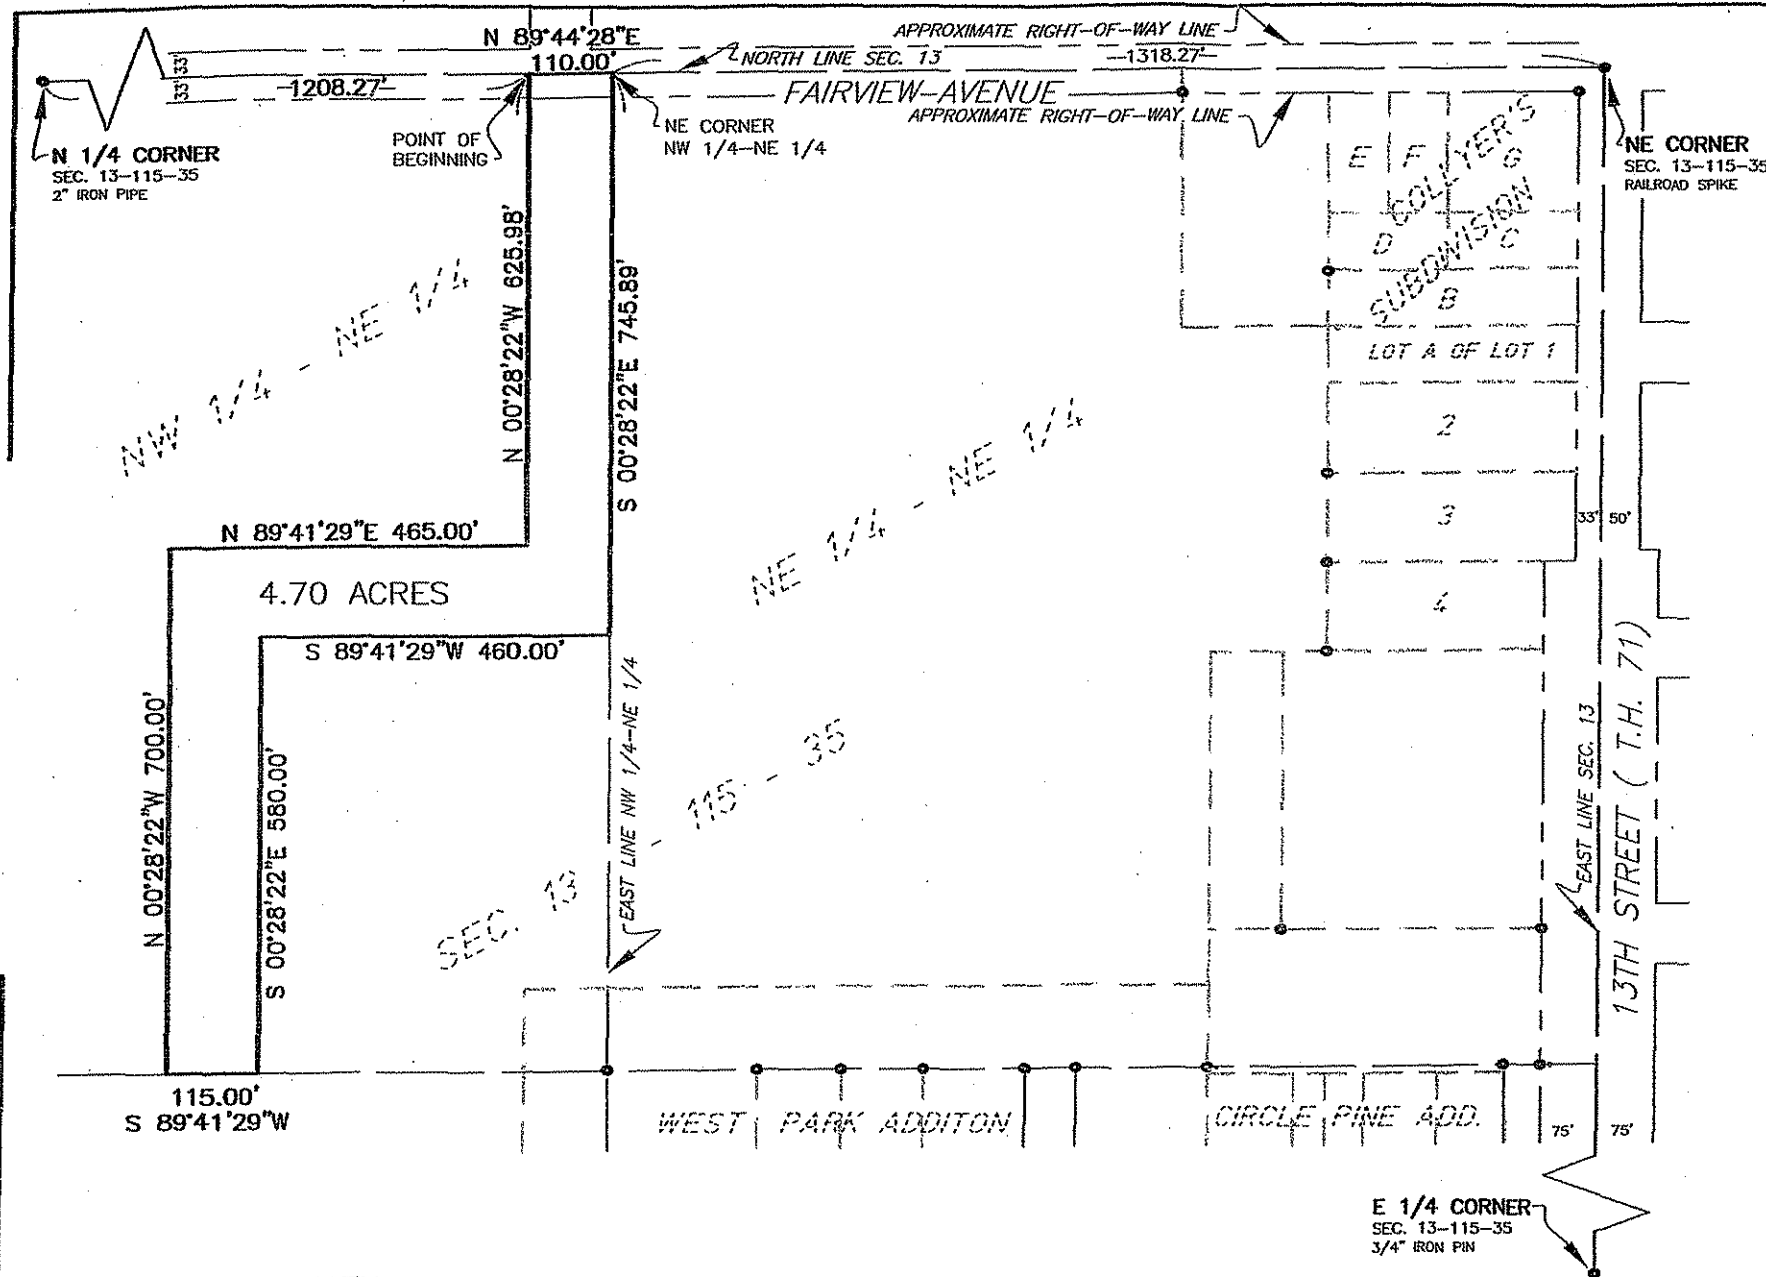 N 89°44'28"E
110.00'
APPROXIMATE RIGHT-OF-WAY LINE
NORTH LINE SEC. 13
1318.27'
33'
33'
1208.27'
FAIRVIEW AVENUE
APPROXIMATE RIGHT-OF-WAY LINE
POINT OF
BEGINNING
NE CORNER
NW 1/4-NE 1/4
N 1/4 CORNER
SEC. 13-115-35
2" IRON PIPE
NE CORNER
SEC. 13-115-35
RAILROAD SPIKE
E
F
G
COLLYER'S
SUBDIVISION
D
C
B
LOT A OF LOT 1
2
3
4
33'
50'
N 00°28'22"W 625.98'
S 00°28'22"E 745.89'
NW 1/4 - NE 1/4
NE 1/4 - NE 1/4
N 89°41'29"E 465.00'
4.70 ACRES
S 89°41'29"W 460.00'
N 00°28'22"W 700.00'
S 00°28'22"E 580.00'
EAST LINE NW 1/4-NE 1/4
SEC. 13 - 115 - 35
EAST LINE SEC. 13
13TH STREET ( T.H. 71)
115.00'
S 89°41'29"W
WEST PARK ADDITON
CIRCLE PINE ADD.
75'
75'
E 1/4 CORNER
SEC. 13-115-35
3/4" IRON PIN